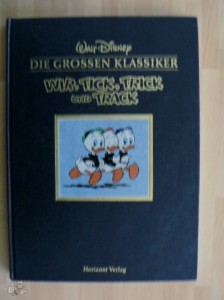 Walt Disney
DIE GROSSEN KLASSIKER
WIR, TICK, TRICK
UND TRACK
Horizont Verlag